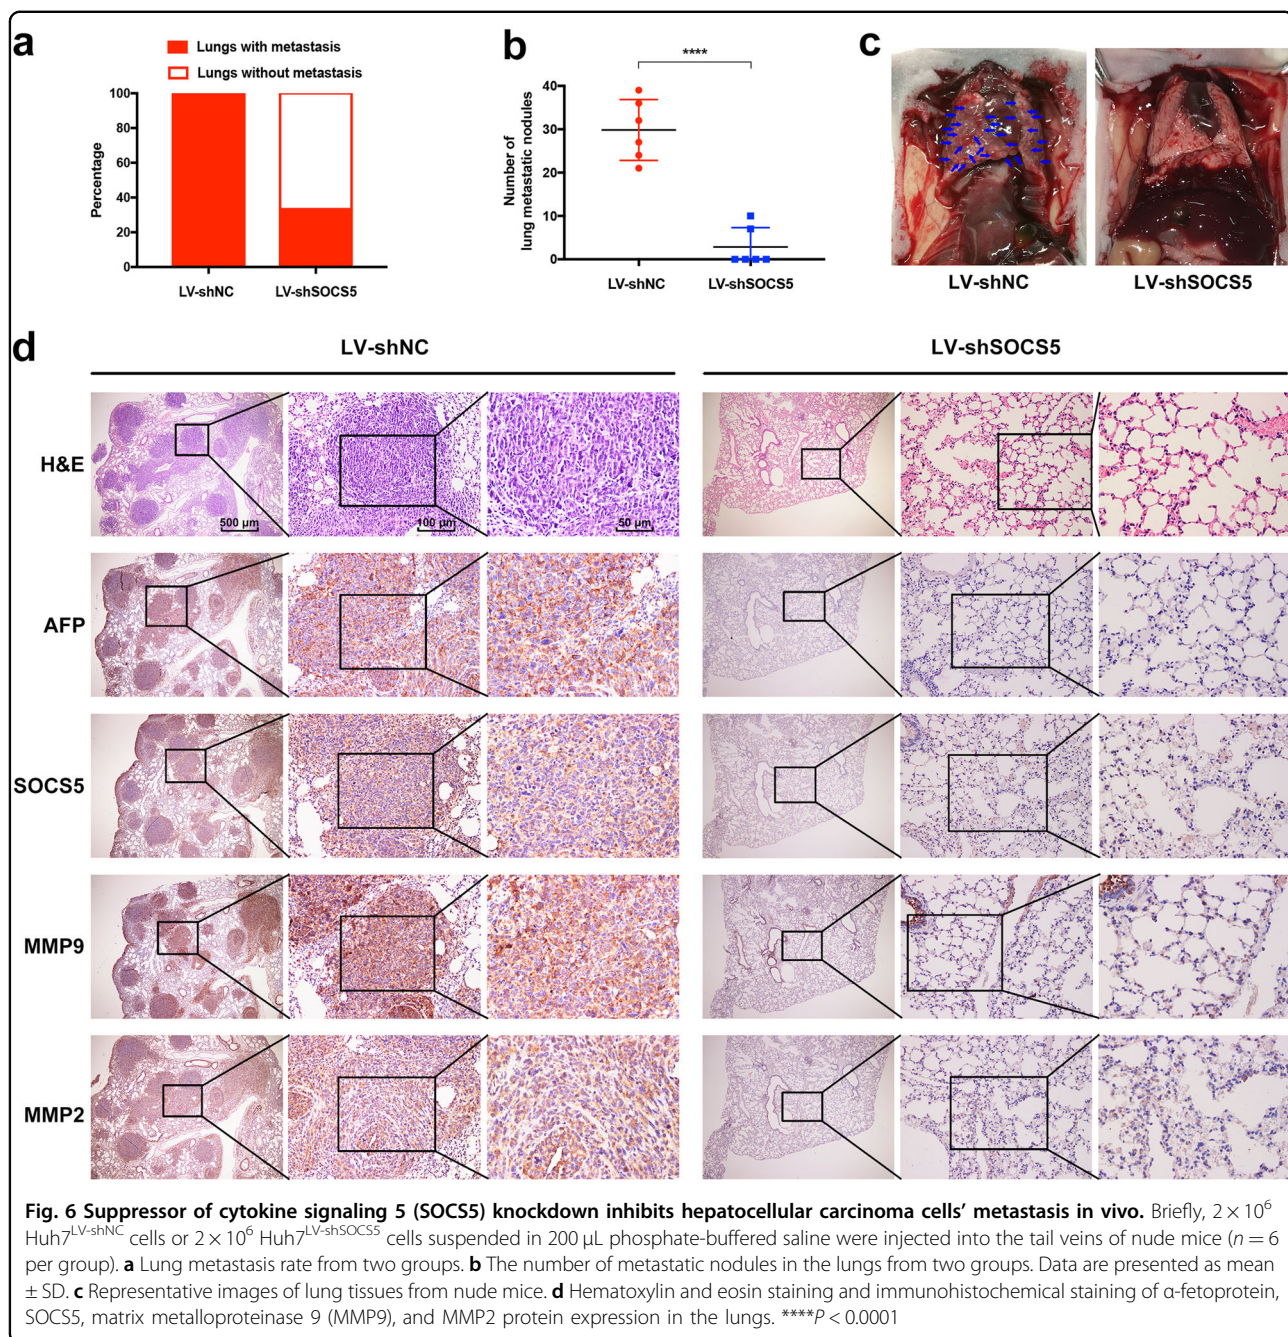 a
Lungs with metastasis
Lungs without metastasis
Percentage
100
80
60
40
20
0
LV-shNC
LV-shSOCS5
b
****
Number of
lung metastatic nodules
40
30
20
10
0
LV-shNC
LV-shSOCS5
c
LV-shNC
LV-shSOCS5
d
LV-shNC
LV-shSOCS5
H&E
500 µm
100 µm
50 µm
AFP
SOCS5
MMP9
MMP2
Fig. 6 Suppressor of cytokine signaling 5 (SOCS5) knockdown inhibits hepatocellular carcinoma cells’ metastasis in vivo. Briefly, 2 × 10⁶
Huh7^LV-shNC cells or 2 × 10⁶ Huh7^LV-shSOCS5 cells suspended in 200 µL phosphate-buffered saline were injected into the tail veins of nude mice (n = 6
per group). a Lung metastasis rate from two groups. b The number of metastatic nodules in the lungs from two groups. Data are presented as mean
± SD. c Representative images of lung tissues from nude mice. d Hematoxylin and eosin staining and immunohistochemical staining of α-fetoprotein,
SOCS5, matrix metalloproteinase 9 (MMP9), and MMP2 protein expression in the lungs. ****P < 0.0001